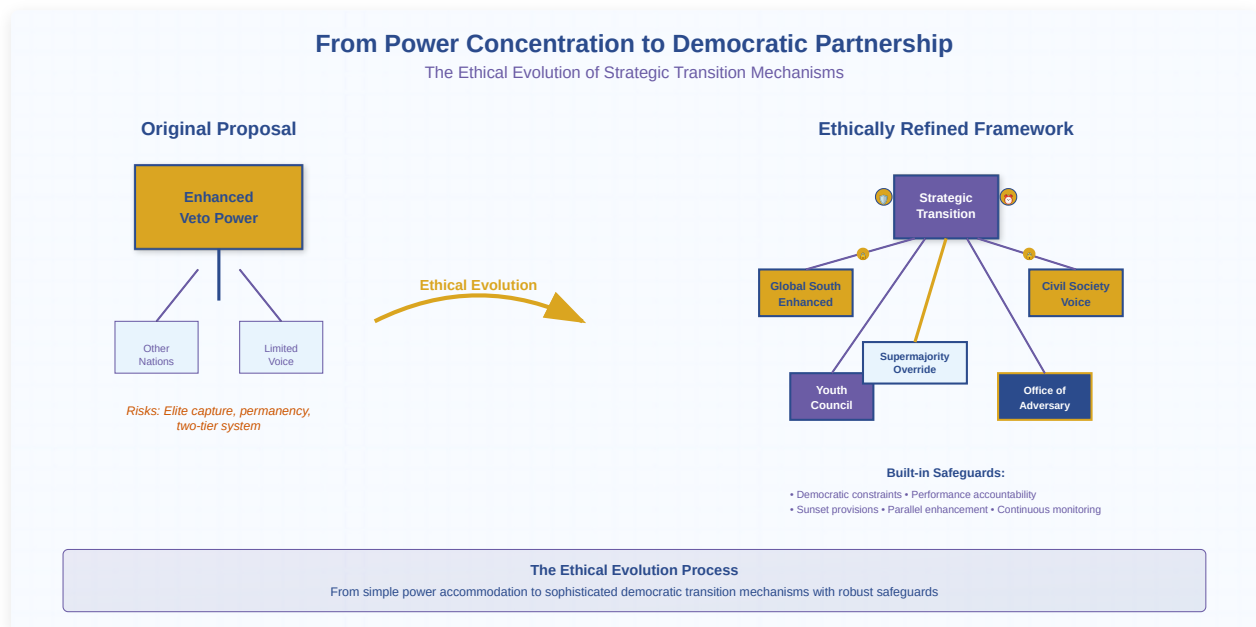 From Power Concentration to Democratic Partnership
The Ethical Evolution of Strategic Transition Mechanisms
Original Proposal
Enhanced
Veto Power
Other
Nations
Limited
Voice
Risks: Elite capture, permanency,
two-tier system
Ethical Evolution
Ethically Refined Framework
Strategic
Transition
Global South
Enhanced
Civil Society
Voice
Supermajority
Override
Youth
Council
Office of
Adversary
Built-in Safeguards:
• Democratic constraints • Performance accountability
• Sunset provisions • Parallel enhancement • Continuous monitoring
The Ethical Evolution Process
From simple power accommodation to sophisticated democratic transition mechanisms with robust safeguards